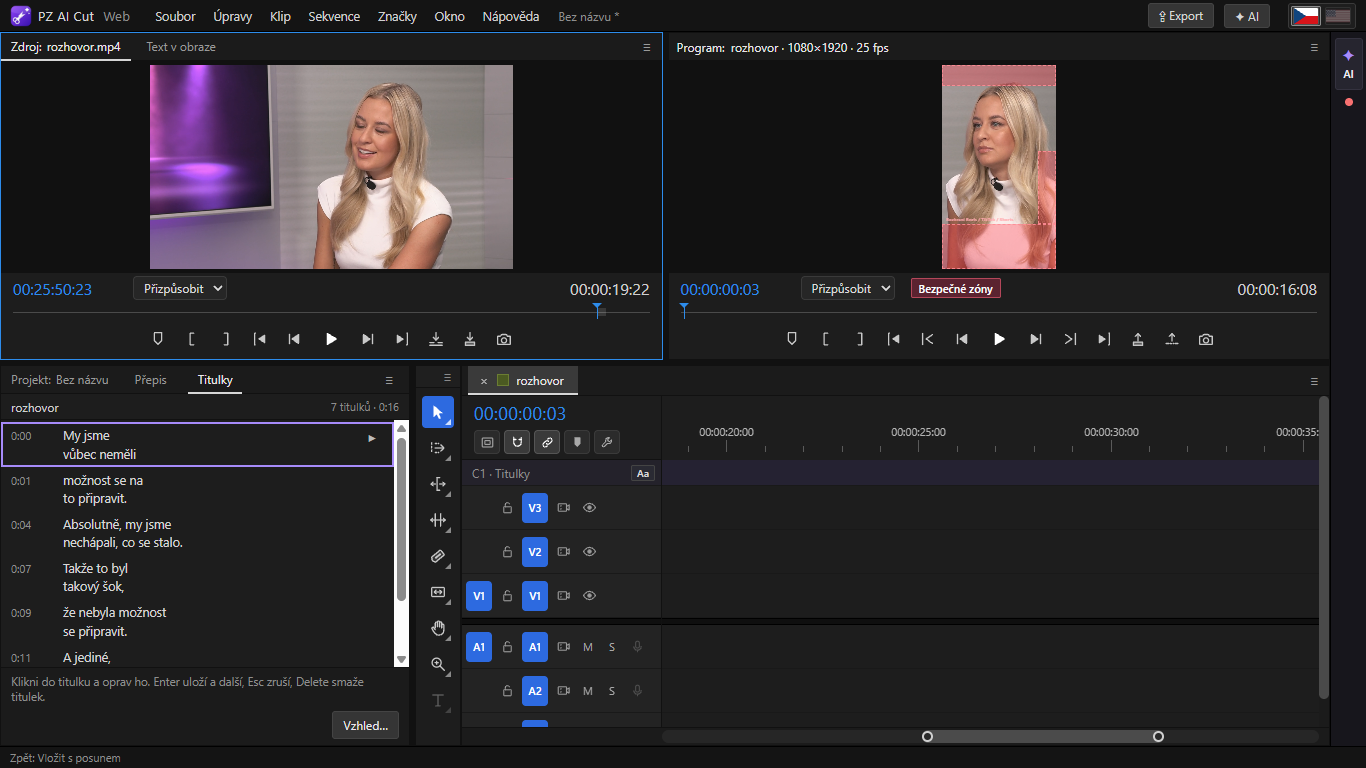 PZ AI Cut Web Soubor Úpravy Klip Sekvence Značky Okno Nápověda Bez názvu * Export AI
Zdroj: rozhovor.mp4 Text v obraze
Program: rozhovor · 1080×1920 · 25 fps
AI
00:25:50:23 Přizpůsobit 00:00:19:22
00:00:00:03 Přizpůsobit Bezpečné zóny 00:00:16:08
Projekt: Bez názvu Přepis Titulky
rozhovor 7 titulků · 0:16
0:00 My jsme
vůbec neměli
0:01 možnost se na
to připravit.
0:04 Absolutně, my jsme
nechápali, co se stalo.
0:07 Takže to byl
takový šok,
0:09 že nebyla možnost
se připravit.
0:11 A jediné,
Klikni do titulku a oprav ho. Enter uloží a další, Esc zruší, Delete smaže
titulek.
Vzhled...
T
× rozhovor
00:00:00:03
00:00:20:00 00:00:25:00 00:00:30:00 00:00:35:
C1 · Titulky Aa
V3
V2
V1 V1
A1 A1 M S
A2 M S
Zpět: Vložit s posunem